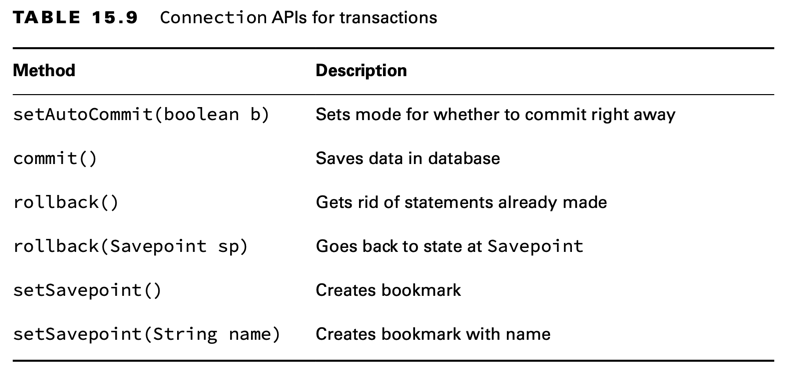 TABLE 15.9 Connection APIs for transactions
Method Description
setAutoCommit(boolean b) Sets mode for whether to commit right away
commit() Saves data in database
rollback() Gets rid of statements already made
rollback(Savepoint sp) Goes back to state at Savepoint
setSavepoint() Creates bookmark
setSavepoint(String name) Creates bookmark with name